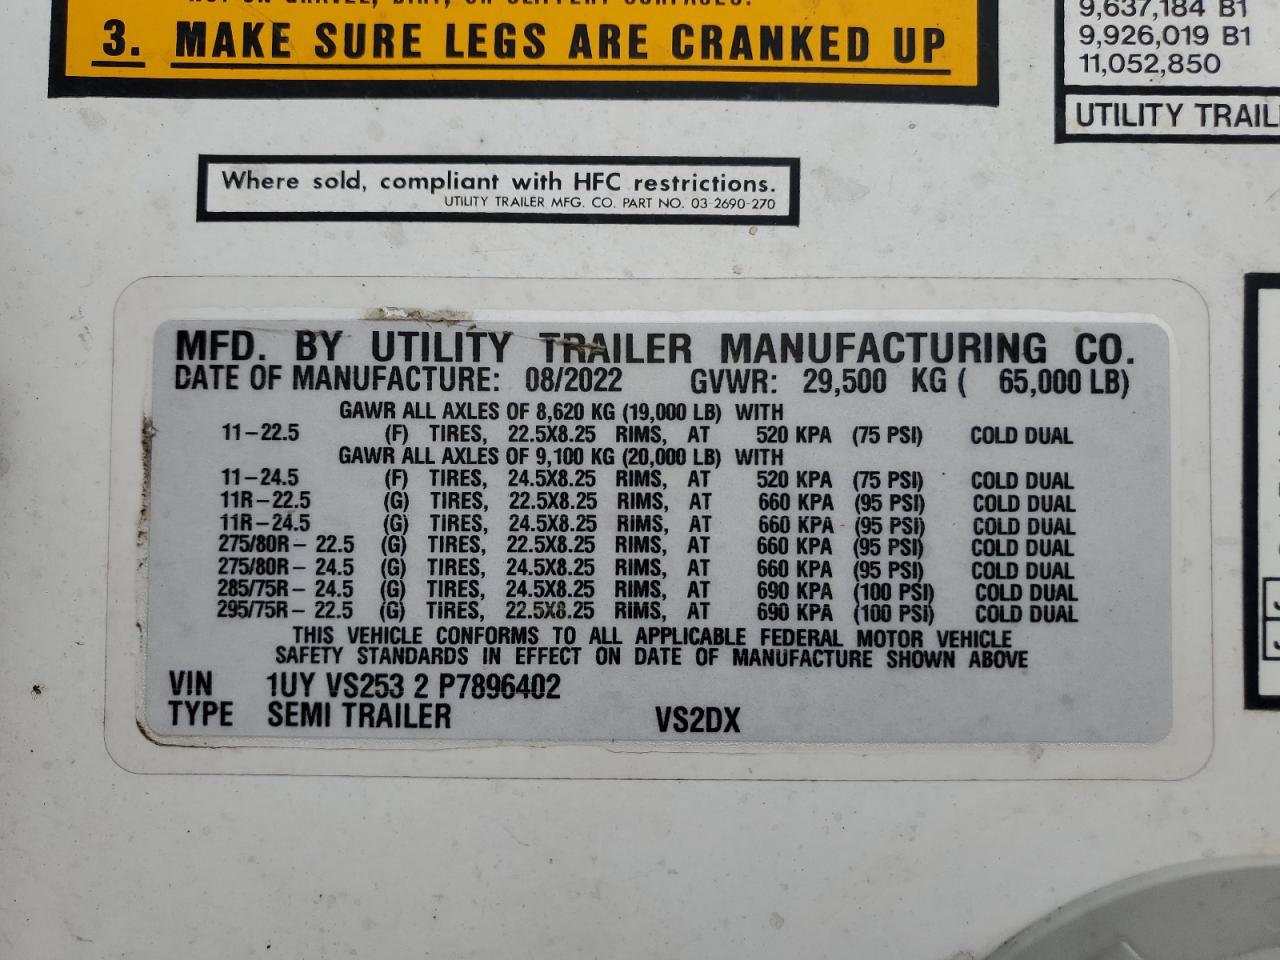 3. MAKE SURE LEGS ARE CRANKED UP
9,637,184 B1
9,926,019 B1
11,052,850
UTILITY TRAIL
Where sold, compliant with HFC restrictions.
UTILITY TRAILER MFG. CO. PART NO. 03-2690-270
MFD. BY UTILITY TRAILER MANUFACTURING CO.
DATE OF MANUFACTURE: 08/2022 GVWR: 29,500 KG ( 65,000 LB)
GAWR ALL AXLES OF 8,620 KG (19,000 LB) WITH
11-22.5 (F) TIRES, 22.5X8.25 RIMS, AT 520 KPA (75 PSI) COLD DUAL
GAWR ALL AXLES OF 9,100 KG (20,000 LB) WITH
11-24.5 (F) TIRES, 24.5X8.25 RIMS, AT 520 KPA (75 PSI) COLD DUAL
11R-22.5 (G) TIRES, 22.5X8.25 RIMS, AT 660 KPA (95 PSI) COLD DUAL
11R-24.5 (G) TIRES, 24.5X8.25 RIMS, AT 660 KPA (95 PSI) COLD DUAL
275/80R- 22.5 (G) TIRES, 22.5X8.25 RIMS, AT 660 KPA (95 PSI) COLD DUAL
275/80R- 24.5 (G) TIRES, 24.5X8.25 RIMS, AT 660 KPA (95 PSI) COLD DUAL
285/75R- 24.5 (G) TIRES, 24.5X8.25 RIMS, AT 690 KPA (100 PSI) COLD DUAL
295/75R- 22.5 (G) TIRES, 22.5X8.25 RIMS, AT 690 KPA (100 PSI) COLD DUAL
THIS VEHICLE CONFORMS TO ALL APPLICABLE FEDERAL MOTOR VEHICLE
SAFETY STANDARDS IN EFFECT ON DATE OF MANUFACTURE SHOWN ABOVE
VIN 1UY VS253 2 P7896402
TYPE SEMI TRAILER VS2DX